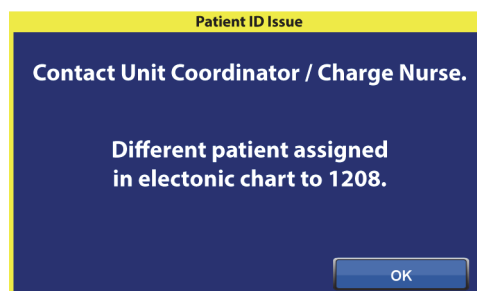 Patient ID Issue
Contact Unit Coordinator / Charge Nurse.
Different patient assigned
in electonic chart to 1208.
OK